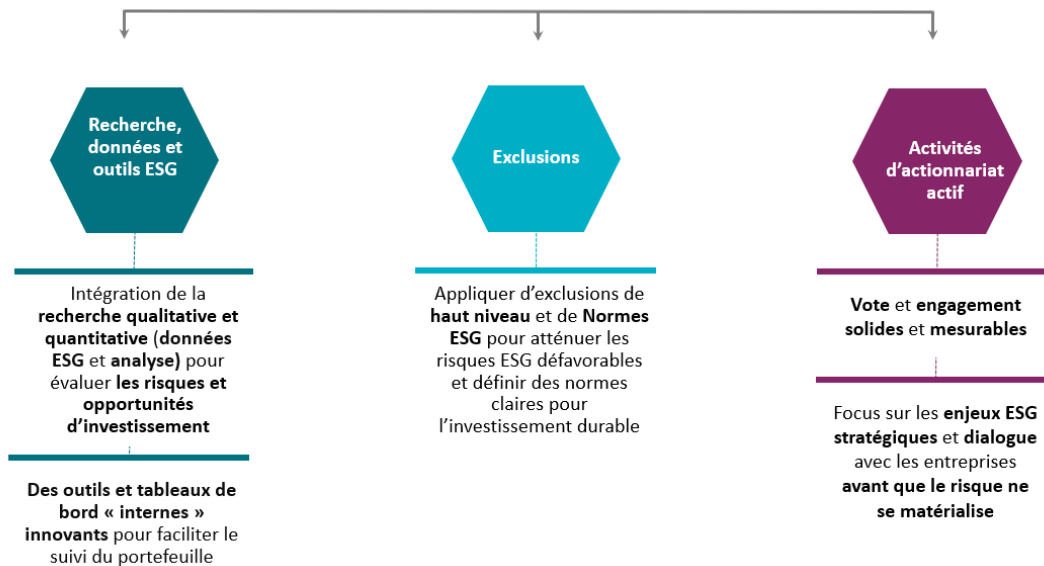 Recherche,
données et
outils ESG
Intégration de la
recherche qualitative et
quantitative (données
ESG et analyse) pour
évaluer les risques et
opportunités
d’investissement
Des outils et tableaux de
bord « internes »
innovants pour faciliter le
suivi du portefeuille
Exclusions
Appliquer d’exclusions de
haut niveau et de Normes
ESG pour atténuer les
risques ESG défavorables
et définir des normes
claires pour
l’investissement durable
Activités
d’actionnariat
actif
Vote et engagement
solides et mesurables
Focus sur les enjeux ESG
stratégiques et dialogue
avec les entreprises
avant que le risque ne
se matérialise